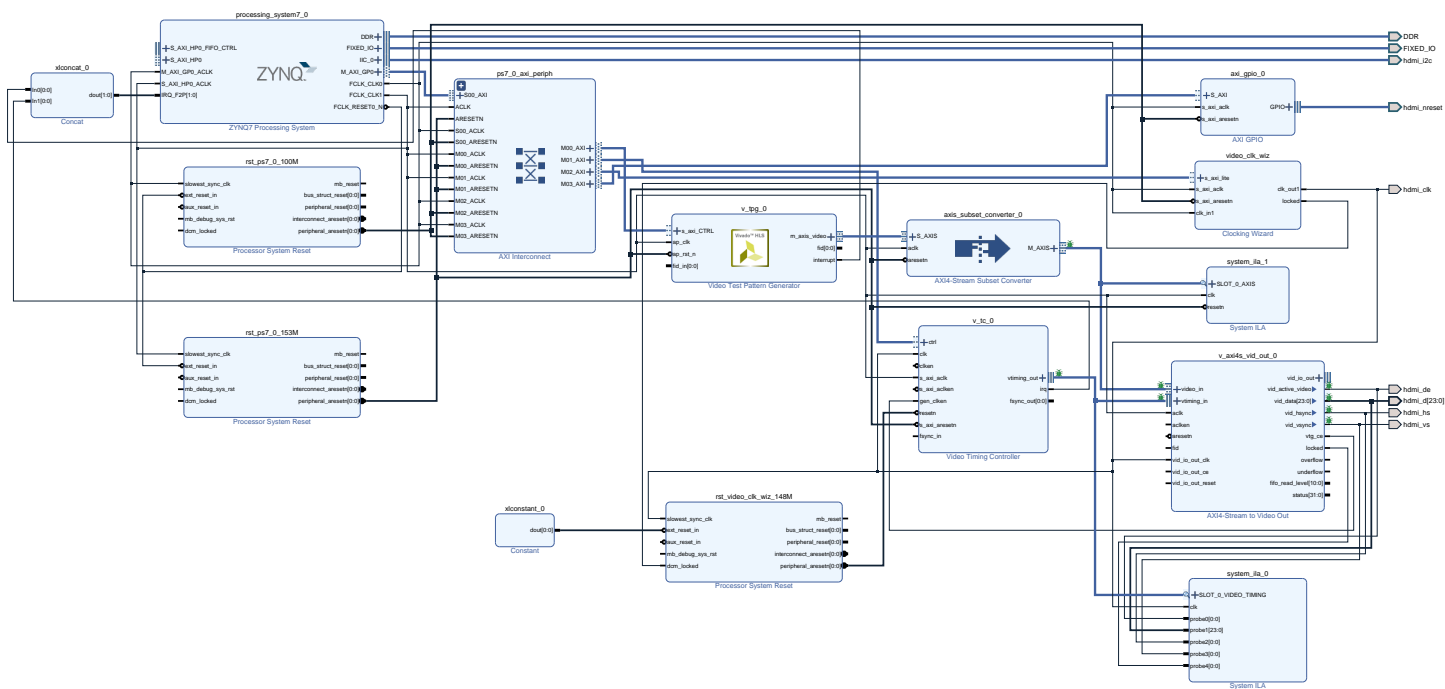 processing_system7_0
S_AXI_HP0_FIFO_CTRL
S_AXI_HP0
M_AXI_GP0_ACLK
S_AXI_HP0_ACLK
IRQ_F2P[1:0]
ZYNQ
DDR
FIXED_IO
IIC_0
M_AXI_GP0
FCLK_CLK0
FCLK_CLK1
FCLK_RESET0_N
ZYNQ7 Processing System
xlconcat_0
In0[0:0]
In1[0:0]
dout[1:0]
Concat
rst_ps7_0_100M
slowest_sync_clk
ext_reset_in
aux_reset_in
mb_debug_sys_rst
dcm_locked
mb_reset
bus_struct_reset[0:0]
peripheral_reset[0:0]
interconnect_aresetn[0:0]
peripheral_aresetn[0:0]
Processor System Reset
rst_ps7_0_153M
slowest_sync_clk
ext_reset_in
aux_reset_in
mb_debug_sys_rst
dcm_locked
mb_reset
bus_struct_reset[0:0]
peripheral_reset[0:0]
interconnect_aresetn[0:0]
peripheral_aresetn[0:0]
Processor System Reset
ps7_0_axi_periph
S00_AXI
ACLK
ARESETN
S00_ACLK
S00_ARESETN
M00_ACLK
M00_ARESETN
M01_ACLK
M01_ARESETN
M02_ACLK
M02_ARESETN
M03_ACLK
M03_ARESETN
M00_AXI
M01_AXI
M02_AXI
M03_AXI
AXI Interconnect
v_tpg_0
s_axi_CTRL
ap_clk
ap_rst_n
fid_in[0:0]
Vivado™ HLS
m_axis_video
fid[0:0]
interrupt
Video Test Pattern Generator
axis_subset_converter_0
S_AXIS
aclk
aresetn
M_AXIS
AXI4-Stream Subset Converter
v_tc_0
ctrl
clk
clken
s_axi_aclk
s_axi_aclken
gen_clken
resetn
s_axi_aresetn
fsync_in
vtiming_out
irq
fsync_out[0:0]
Video Timing Controller
xlconstant_0
dout[0:0]
Constant
rst_video_clk_wiz_148M
slowest_sync_clk
ext_reset_in
aux_reset_in
mb_debug_sys_rst
dcm_locked
mb_reset
bus_struct_reset[0:0]
peripheral_reset[0:0]
interconnect_aresetn[0:0]
peripheral_aresetn[0:0]
Processor System Reset
axi_gpio_0
S_AXI
s_axi_aclk
s_axi_aresetn
GPIO
AXI GPIO
video_clk_wiz
s_axi_lite
s_axi_aclk
s_axi_aresetn
clk_in1
clk_out1
locked
Clocking Wizard
system_ila_1
SLOT_0_AXIS
clk
resetn
System ILA
v_axi4s_vid_out_0
video_in
vtiming_in
aclk
aclken
aresetn
fid
vid_io_out_clk
vid_io_out_ce
vid_io_out_reset
vid_io_out
vid_active_video
vid_data[23:0]
vid_hsync
vid_vsync
vtg_ce
locked
overflow
underflow
fifo_read_level[10:0]
status[31:0]
AXI4-Stream to Video Out
system_ila_0
SLOT_0_VIDEO_TIMING
clk
probe0[0:0]
probe1[23:0]
probe2[0:0]
probe3[0:0]
probe4[0:0]
System ILA
DDR
FIXED_IO
hdmi_i2c
hdmi_nreset
hdmi_clk
hdmi_de
hdmi_d[23:0]
hdmi_hs
hdmi_vs